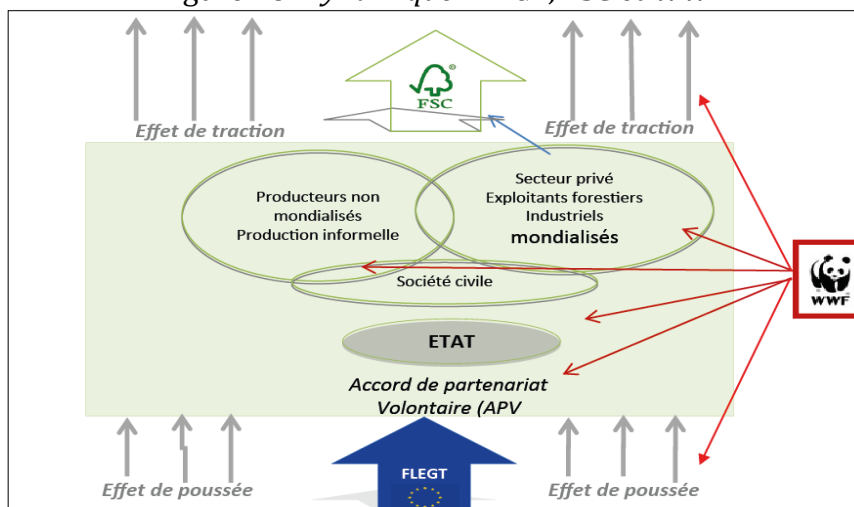 Effet de traction
FSC
Effet de traction
Producteurs non
mondialisés
Production informelle
Secteur privé
Exploitants forestiers
Industriels
mondialisés
Société civile
WWF
ETAT
Accord de partenariat
Volontaire (APV
FLEGT
Effet de poussée
Effet de poussée